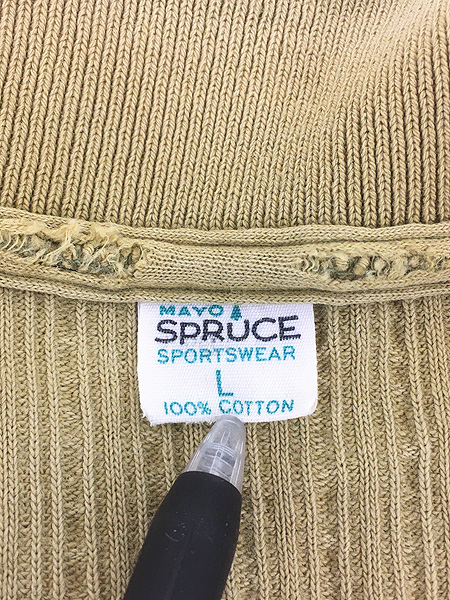 MAYO
SPRUCE
SPORTSWEAR
L
100% COTTON